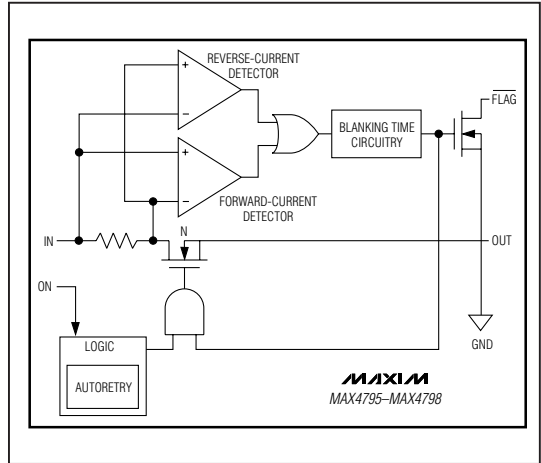 REVERSE-CURRENT
DETECTOR
+
−
FLAG
BLANKING TIME
CIRCUITRY
+
−
FORWARD-CURRENT
DETECTOR
IN
N
OUT
ON
LOGIC
AUTORETRY
GND
MAXIM
MAX4795–MAX4798